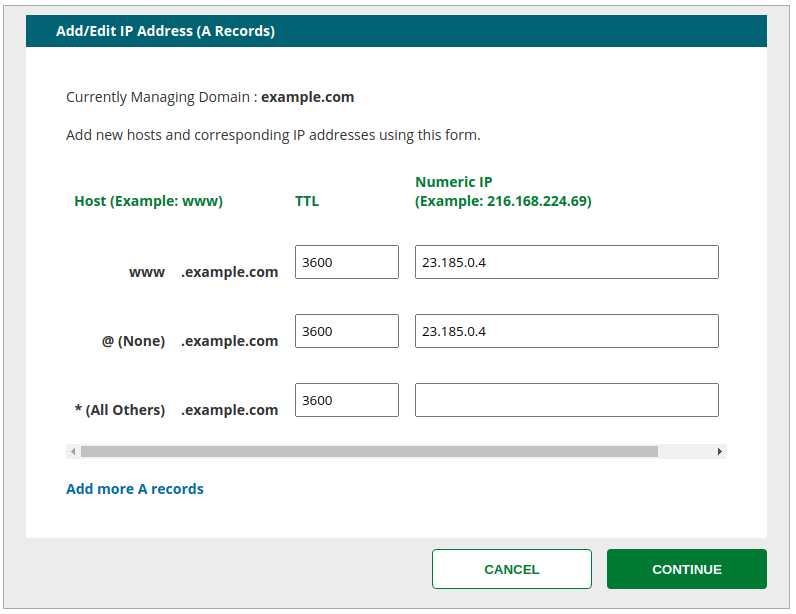 Add/Edit IP Address (A Records)
Currently Managing Domain : example.com
Add new hosts and corresponding IP addresses using this form.
Host (Example: www) TTL Numeric IP
(Example: 216.168.224.69)
www .example.com 3600 23.185.0.4
@ (None) .example.com 3600 23.185.0.4
* (All Others) .example.com 3600
Add more A records
CANCEL CONTINUE